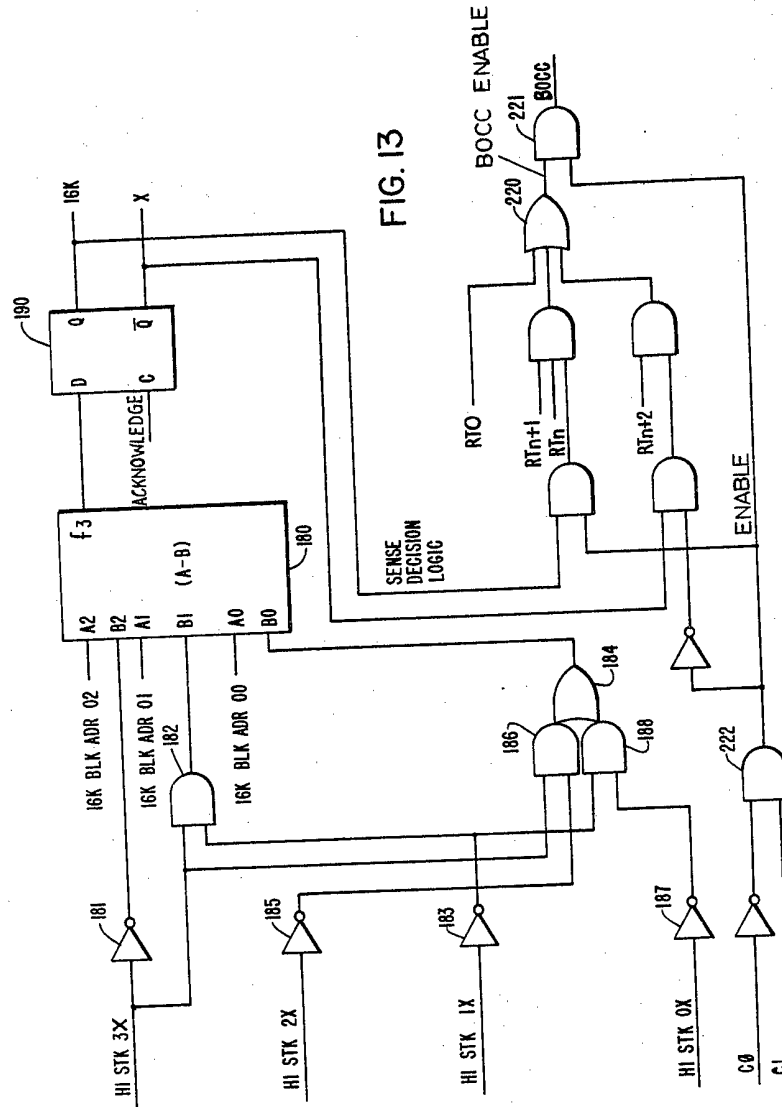 FIG. 13
HI STK 3X
HI STK 2X
HI STK 1X
HI STK 0X
CØ
C1
181
185
183
187
222
182
186
188
184
16K BLK ADR 02
16K BLK ADR 01
16K BLK ADR 00
A2
B2
A1
B1
A0
B0
(A-B)
f3
180
ACKNOWLEDGE
D
C
Q
Q̅
190
16K
X
SENSE
DECISION
LOGIC
RTO
RTn+1
RTn
RTn+2
ENABLE
220
BOCC ENABLE
221
BOCC